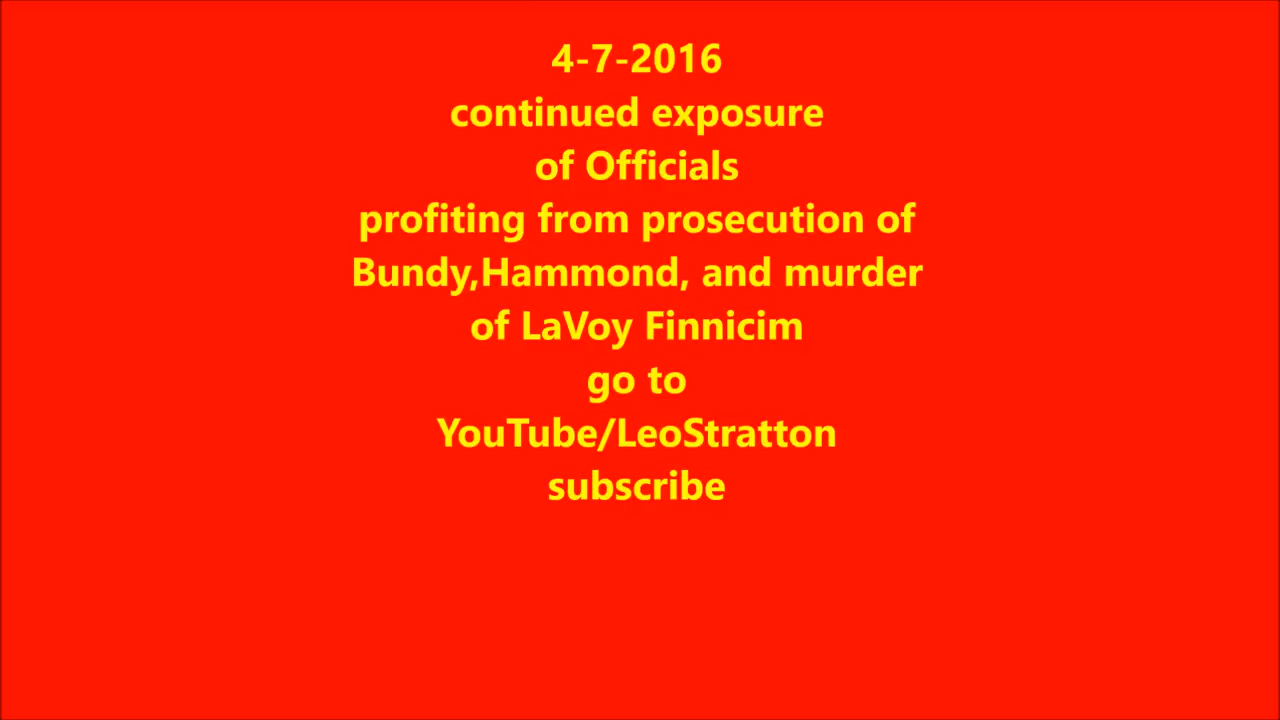 4-7-2016
continued exposure
of Officials
profiting from prosecution of
Bundy,Hammond, and murder
of LaVoy Finnicim
go to
YouTube/LeoStratton
subscribe